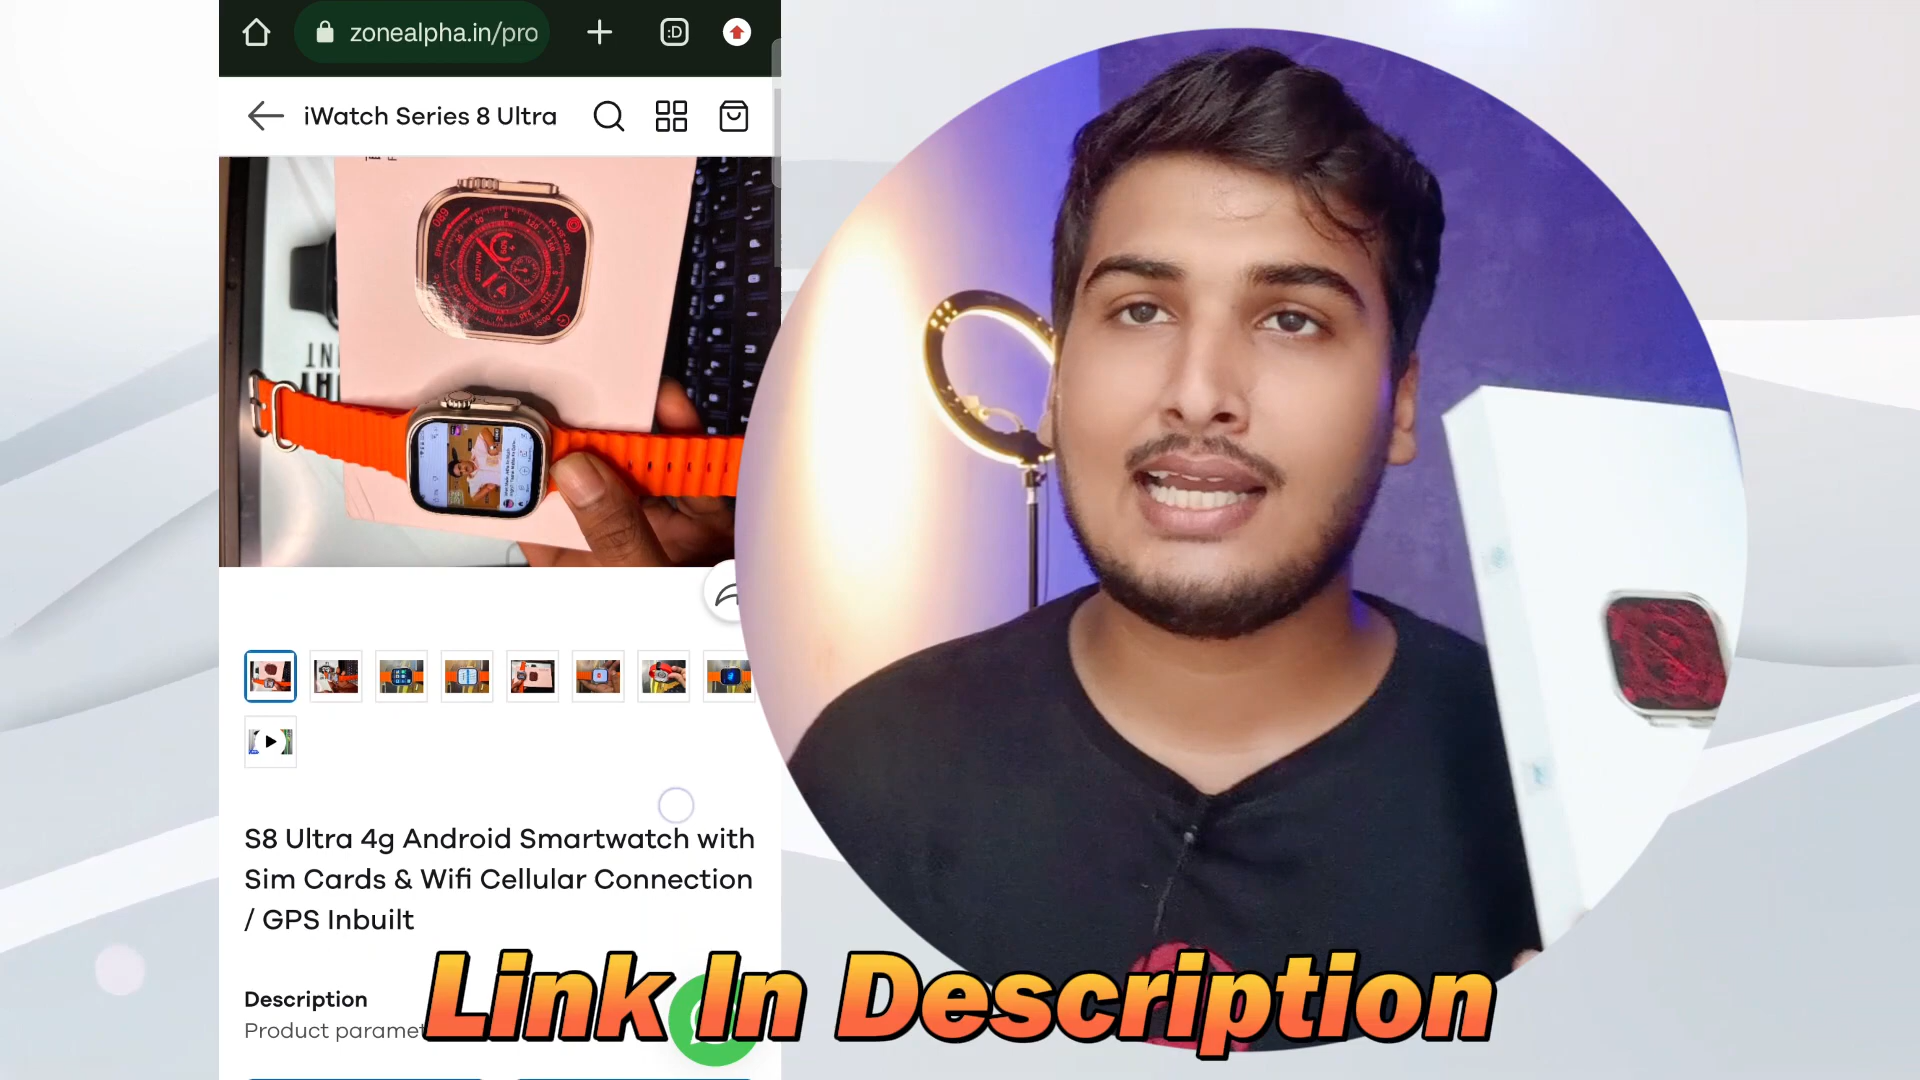 zonealpha.in/pro
:D
iWatch Series 8 Ultra
S8 Ultra 4g Android Smartwatch with
Sim Cards & Wifi Cellular Connection
/ GPS Inbuilt
Description
Product paramet
Link In Description